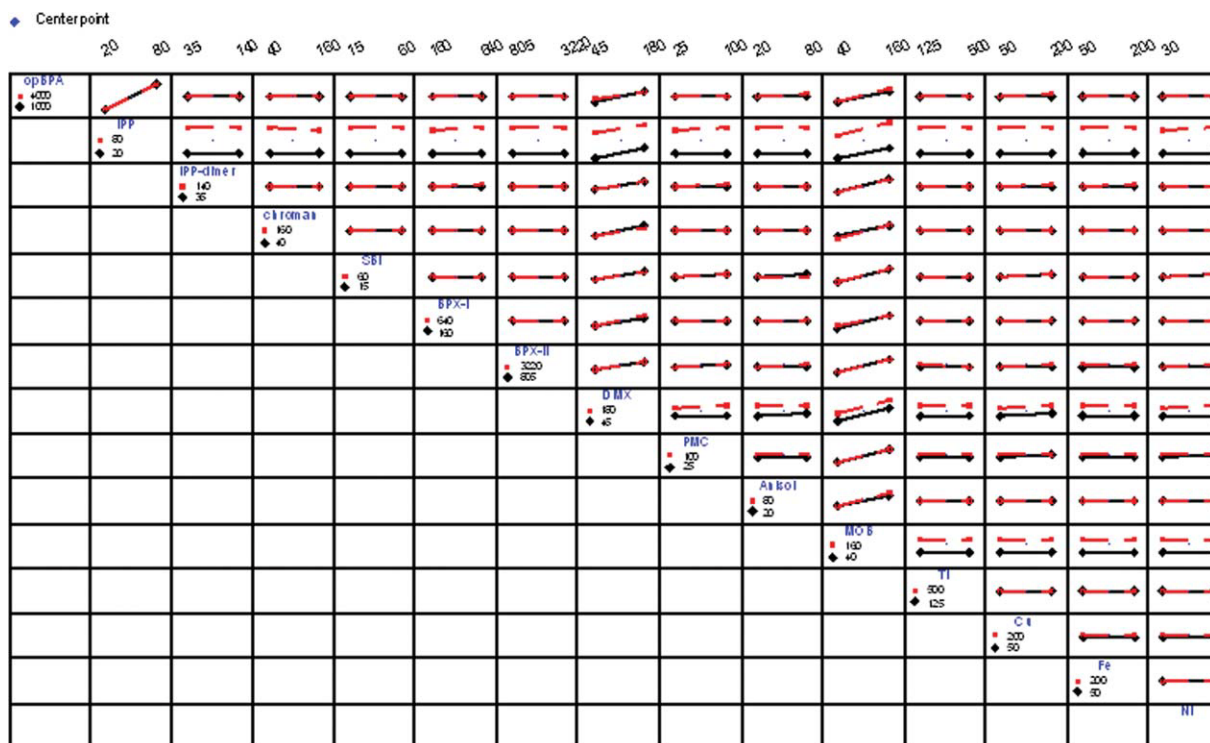 Centerpoint
20 80 35 140 40 160 15 60 160 640 805 3220 45 180 25 100 20 80 40 160 125 500 50 200 50 200 30
opBPA
4000
1000
IPP
80
20
IPP-dimer
140
35
chroman
160
40
SBI
60
15
BPX-I
640
160
BPX-II
3220
805
DMX
180
45
PMC
100
25
Anisol
80
20
MOB
160
40
TI
500
125
Cu
200
50
Fe
200
50
NI